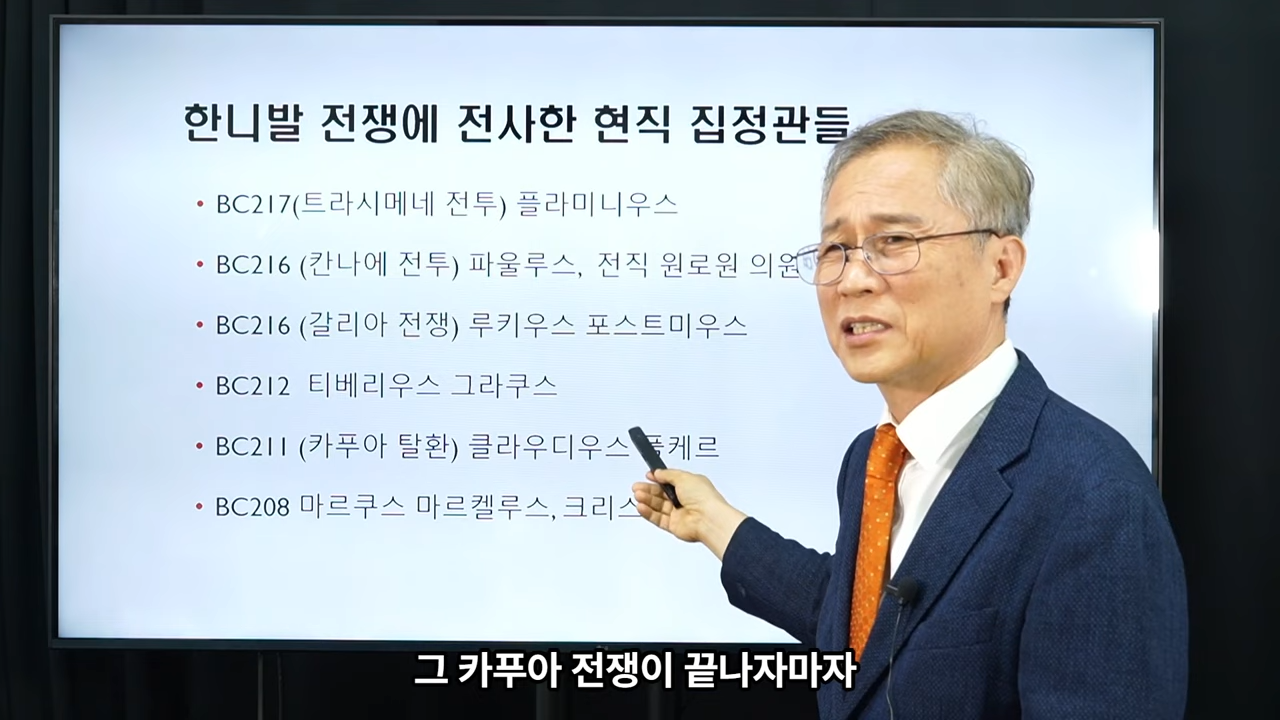 한니발 전쟁에 전사한 현직 집정관들
• BC217(트라시메네 전투) 플라미니우스
• BC216 (칸나에 전투) 파울루스, 전직 원로원 의원
• BC216 (갈리아 전쟁) 루키우스 포스트미우스
• BC212 티베리우스 그라쿠스
• BC211 (카푸아 탈환) 클라우디우스 풀케르
• BC208 마르쿠스 마르켈루스, 크리스
그 카푸아 전쟁이 끝나자마자